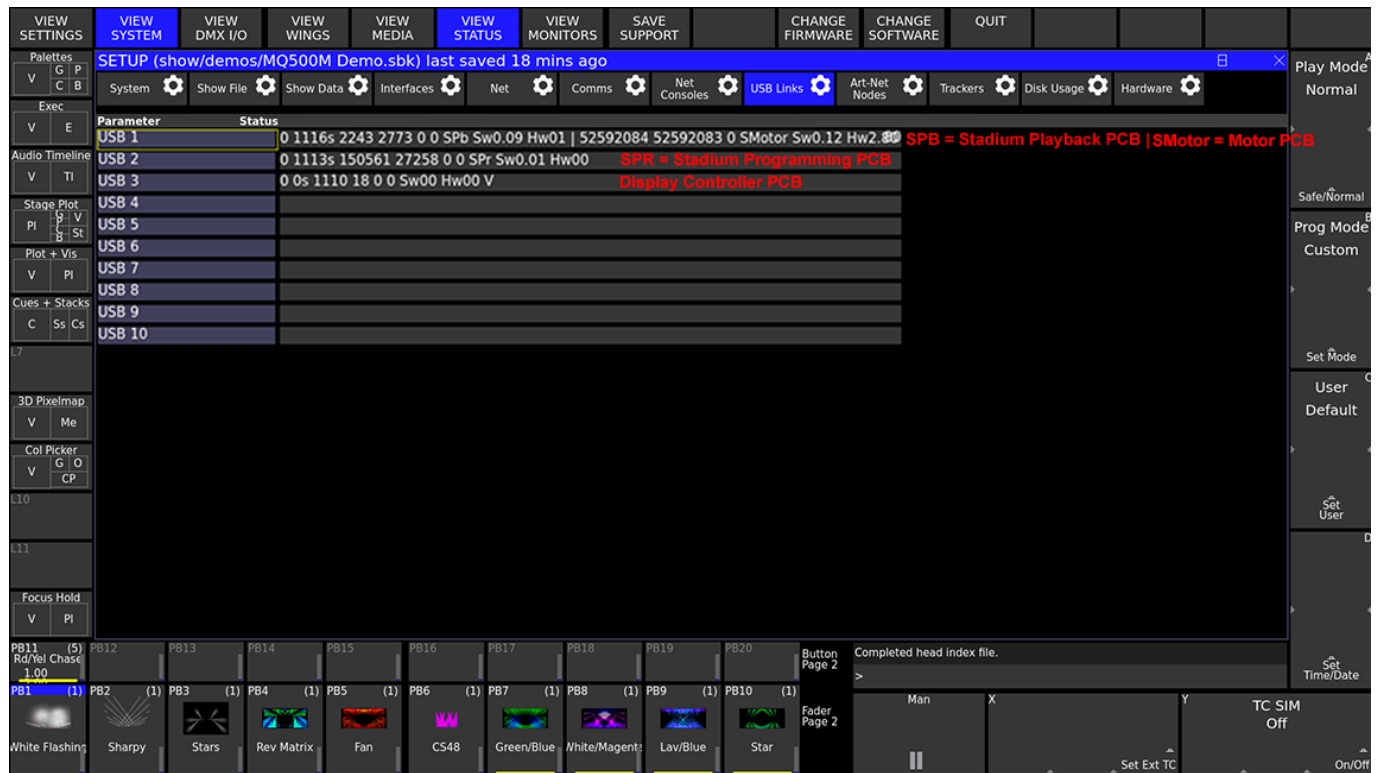 VIEW SETTINGS
VIEW SYSTEM
VIEW DMX I/O
VIEW WINGS
VIEW MEDIA
VIEW STATUS
VIEW MONITORS
SAVE SUPPORT
CHANGE FIRMWARE
CHANGE SOFTWARE
QUIT
SETUP (show/demos/MQ500M Demo.sbk) last saved 18 mins ago
System
Show File
Show Data
Interfaces
Net
Comms
Net Consoles
USB Links
Art-Net Nodes
Trackers
Disk Usage
Hardware
Parameter Status
USB 1 0 1116s 2243 2773 0 0 SPb Sw0.09 Hw01 | 52592084 52592083 0 SMotor Sw0.12 SPB = Stadium Playback PCB |SMotor = Motor PCB
USB 2 0 1113s 150561 27258 0 0 SPr Sw0.01 Hw00 SPR = Stadium Programming PCB
USB 3 0 0s 1110 18 0 0 Sw00 Hw00 V Display Controller PCB
USB 4
USB 5
USB 6
USB 7
USB 8
USB 9
USB 10
Palettes
V G P C B
Exec
V E
Audio Timeline
V TI
Stage Plot
PI V St
Plot + Vis
V PI
Cues + Stacks
C Ss Cs
L7
3D Pixelmap
V Me
Col Picker
V G O CP
L10
L11
Focus Hold
V PI
A
Play Mode
Normal
Safe/Normal
B
Prog Mode
Custom
Set Mode
C
User
Default
Set User
D
Set Time/Date
PB11 (5) Rd/Yel Chase 1.00
PB12
PB13
PB14
PB15
PB16
PB17
PB18
PB19
PB20
Button Page 2
Completed head index file.
>
PB1 (1) White Flashing
PB2 (1) Sharpy
PB3 (1) Stars
PB4 (1) Rev Matrix
PB5 (1) Fan
PB6 (1) CS48
PB7 (1) Green/Blue
PB8 (1) White/Magent
PB9 (1) Lav/Blue
PB10 (1) Star
Fader Page 2
Man
X
Y
Set Ext TC
TC SIM
Off
On/Off